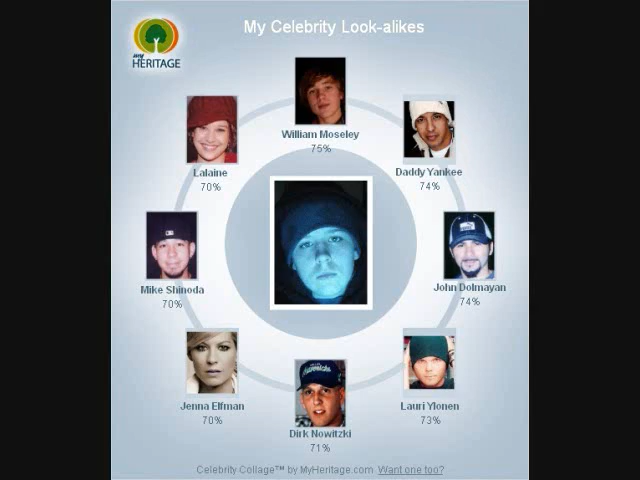 My Celebrity Look-alikes
my
HERITAGE
William Moseley
75%
Lalaine
70%
Daddy Yankee
74%
Mike Shinoda
70%
John Dolmayan
74%
Jenna Elfman
70%
Dirk Nowitzki
71%
Lauri Ylonen
73%
Celebrity Collage™ by MyHeritage.com Want one too?